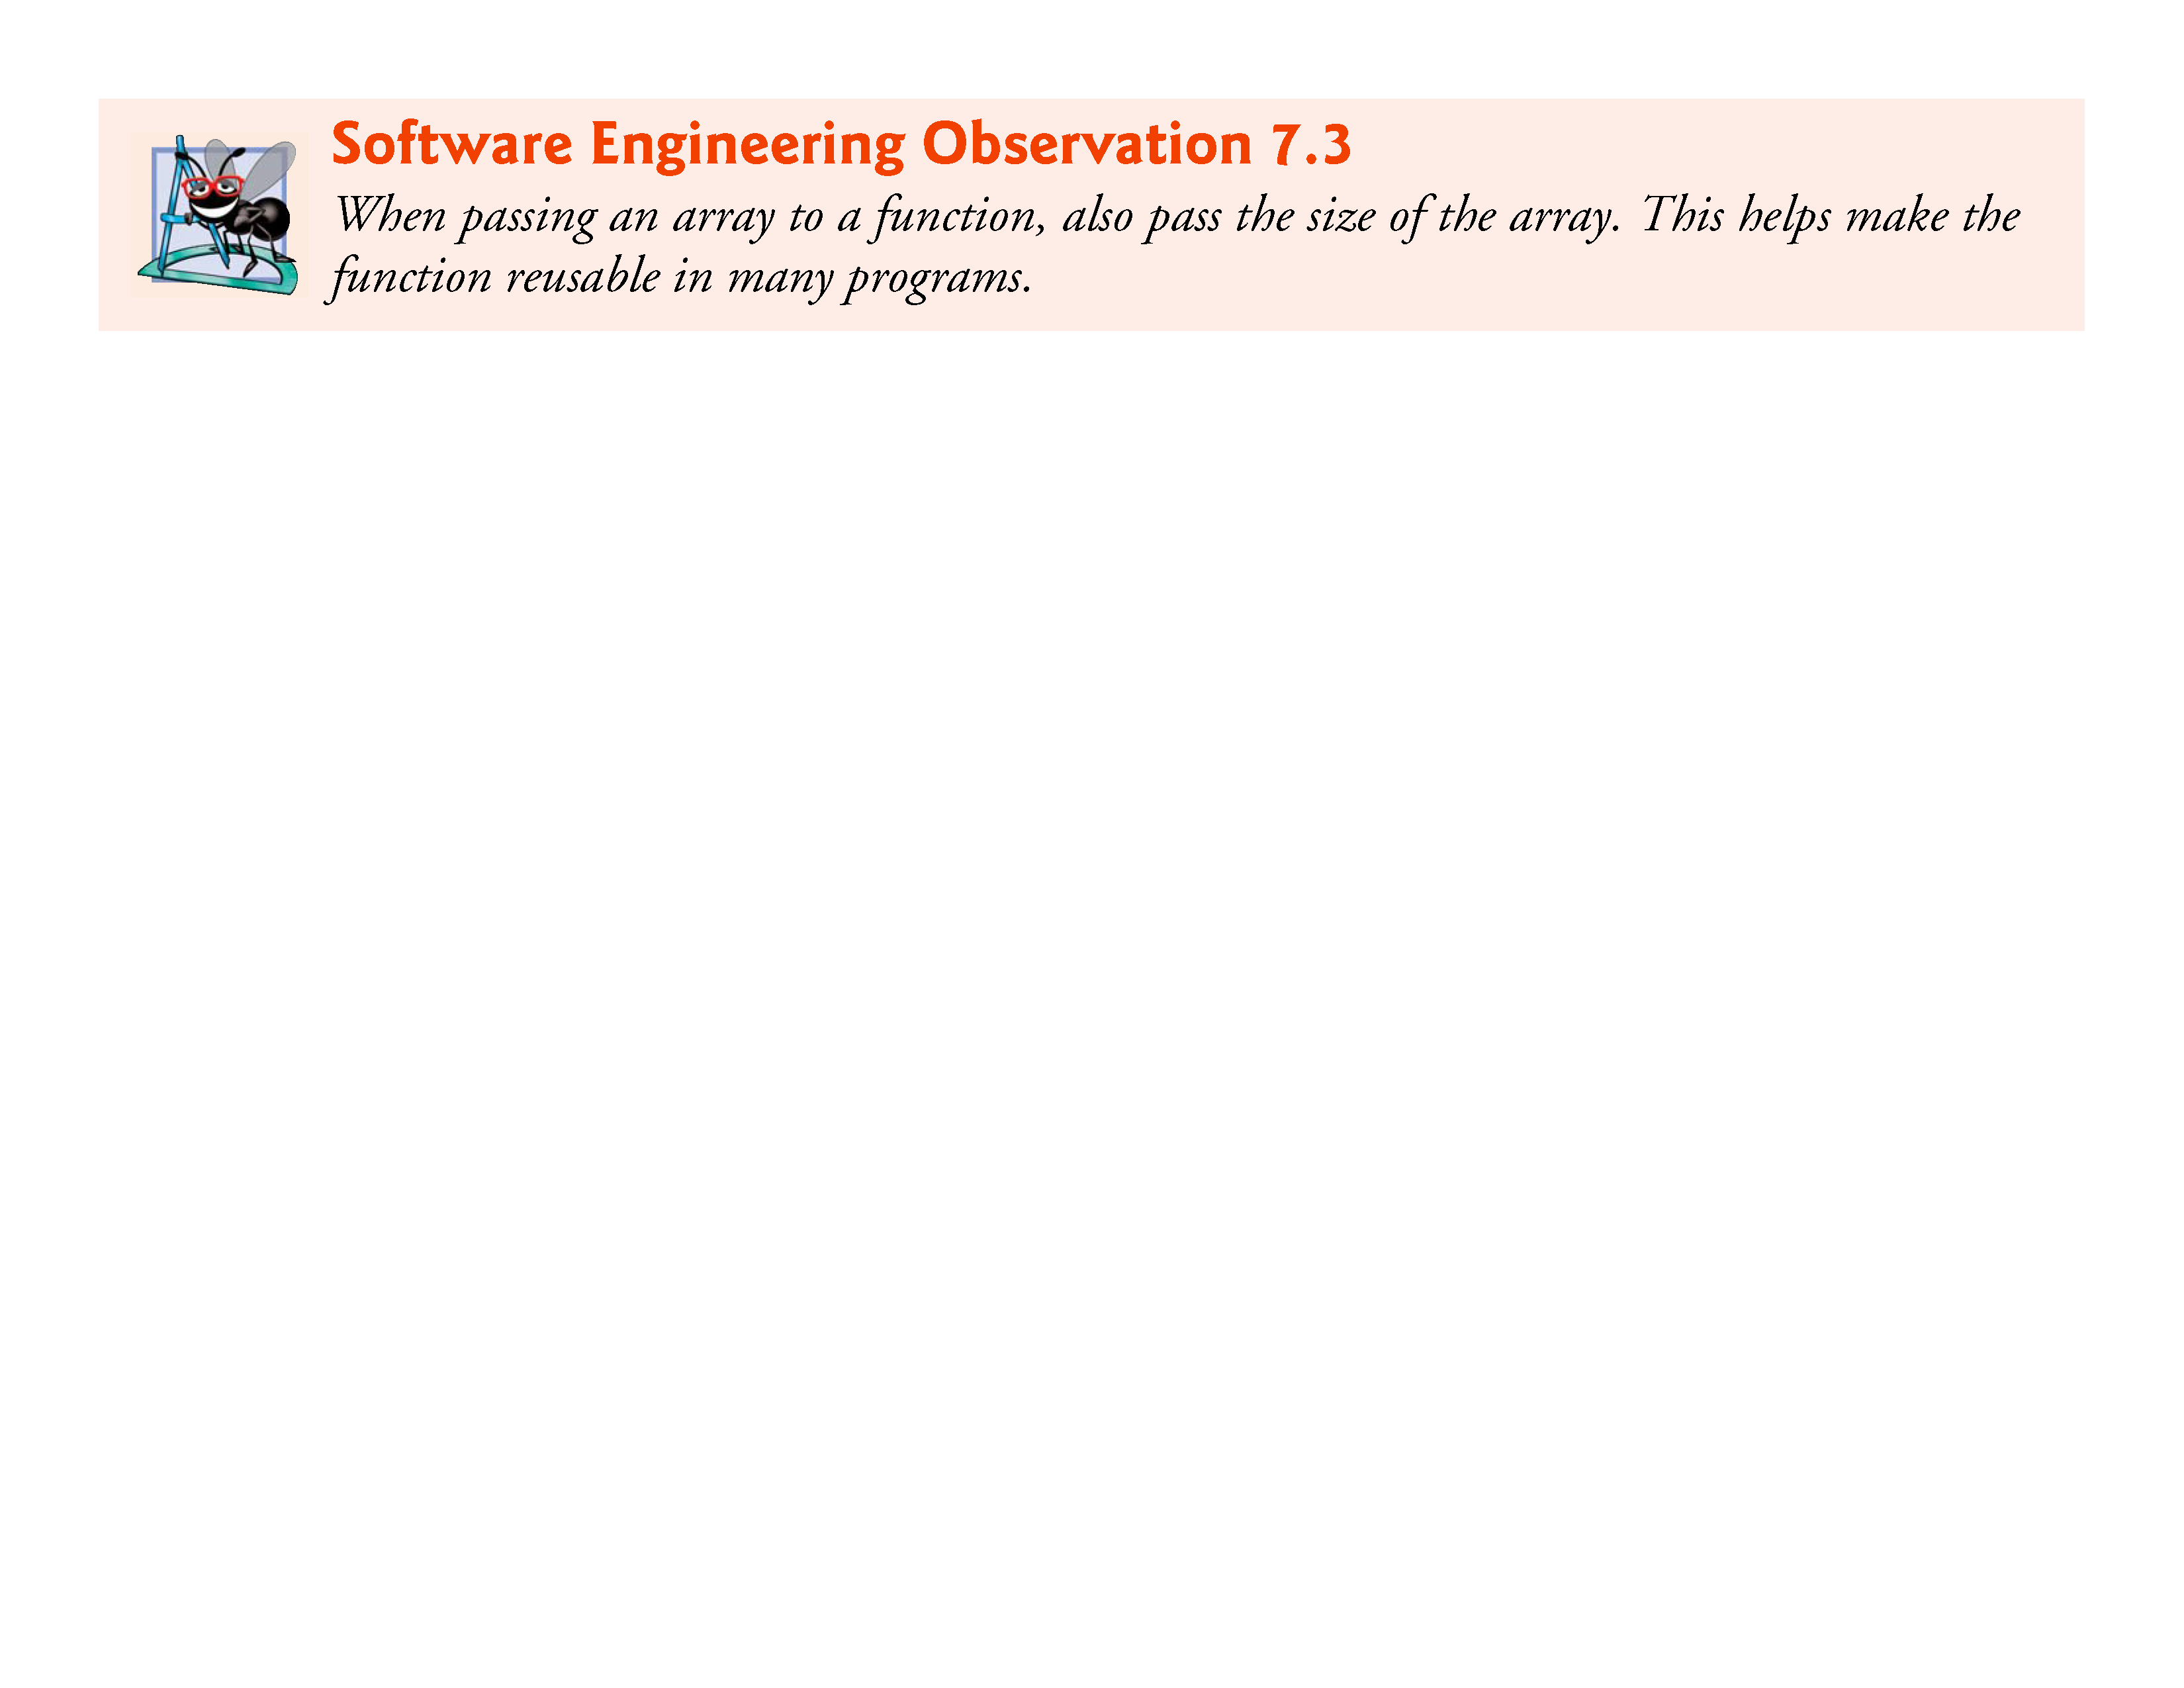 Software Engineering Observation 7.3
When passing an array to a function, also pass the size of the array. This helps make the
function reusable in many programs.